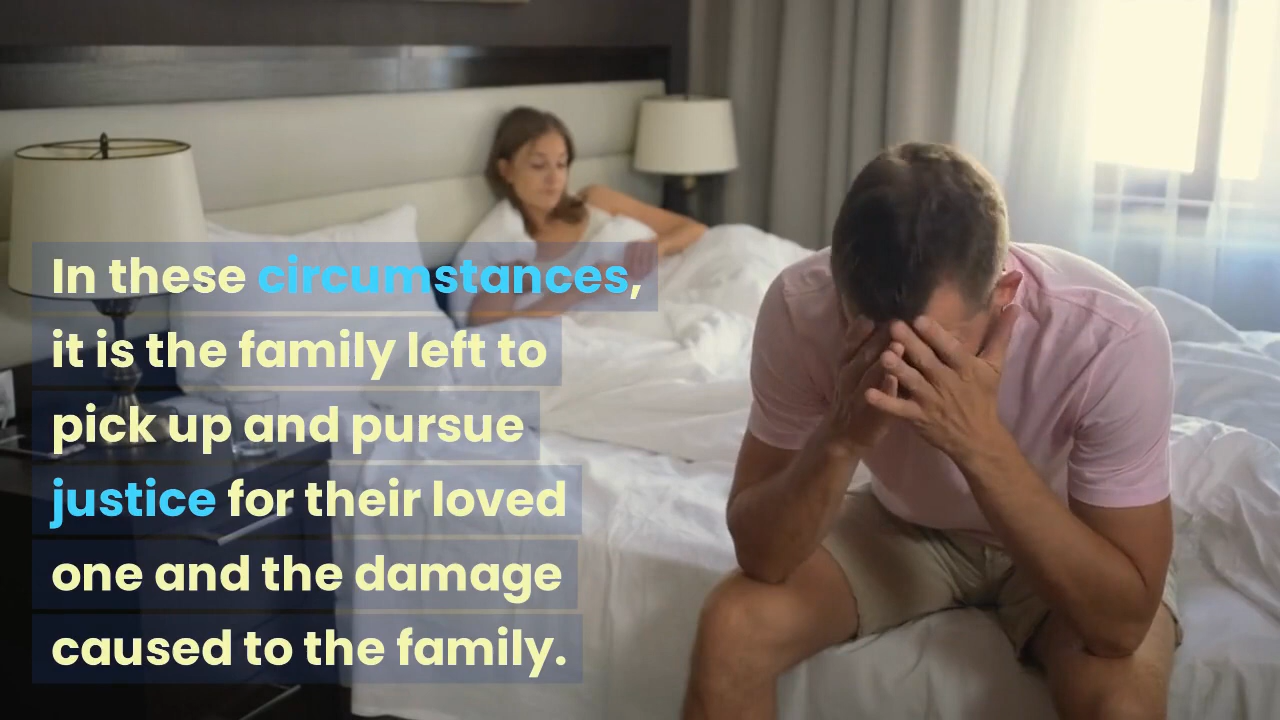 In these circumstances,
it is the family left to
pick up and pursue
justice for their loved
one and the damage
caused to the family.